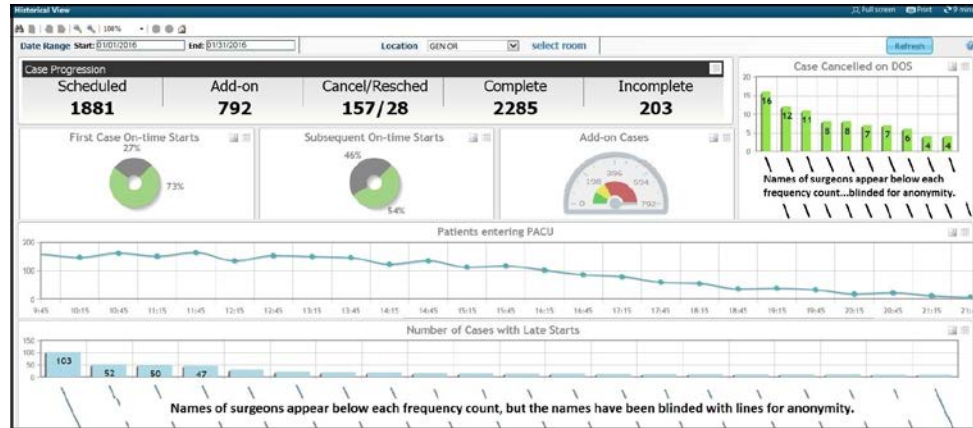 Historical View
Full screen Print 9 min
100%
Date Range Start: 01/01/2016 End: 01/31/2016 Location GEN OR select room Refresh
Case Progression
Scheduled Add-on Cancel/Resched Complete Incomplete
1881 792 157/28 2285 203
Case Cancelled on DOS
20
15
10
5
0
16 12 11 8 8 7 7 6 4 4
Names of surgeons appear below each
frequency count...blinded for anonymity.
First Case On-time Starts
27%
73%
Subsequent On-time Starts
46%
54%
Add-on Cases
396
198 594
0 792
Patients entering PACU
200
100
0
9:45 10:15 10:45 11:15 11:45 12:15 12:45 13:15 13:45 14:15 14:45 15:15 15:45 16:15 16:45 17:15 17:45 18:15 18:45 19:15 19:45 20:15 20:45 21:15
Number of Cases with Late Starts
150
100
50
0
103 52 50 47
Names of surgeons appear below each frequency count, but the names have been blinded with lines for anonymity.